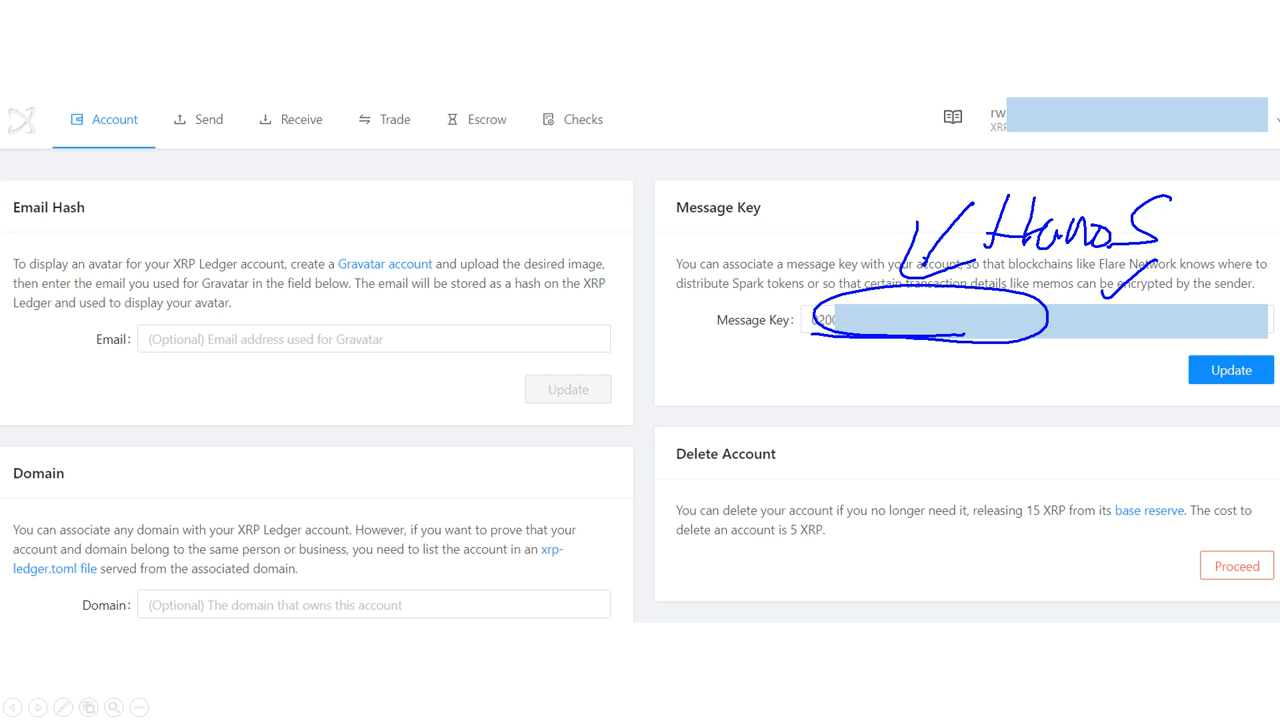 Account Send Receive Trade Escrow Checks
rw
XRP
Email Hash
To display an avatar for your XRP Ledger account, create a Gravatar account and upload the desired image,
then enter the email you used for Gravatar in the field below. The email will be stored as a hash on the XRP
Ledger and used to display your avatar.
Email: (Optional) Email address used for Gravatar
Update
Domain
You can associate any domain with your XRP Ledger account. However, if you want to prove that your
account and domain belong to the same person or business, you need to list the account in an xrp-
ledger.toml file served from the associated domain.
Domain: (Optional) The domain that owns this account
Message Key
You can associate a message key with your account, so that blockchains like Flare Network knows where to
distribute Spark tokens or so that certain transaction details like memos can be encrypted by the sender.
Message Key: 0200
Update
Delete Account
You can delete your account if you no longer need it, releasing 15 XRP from its base reserve. The cost to
delete an account is 5 XRP.
Proceed